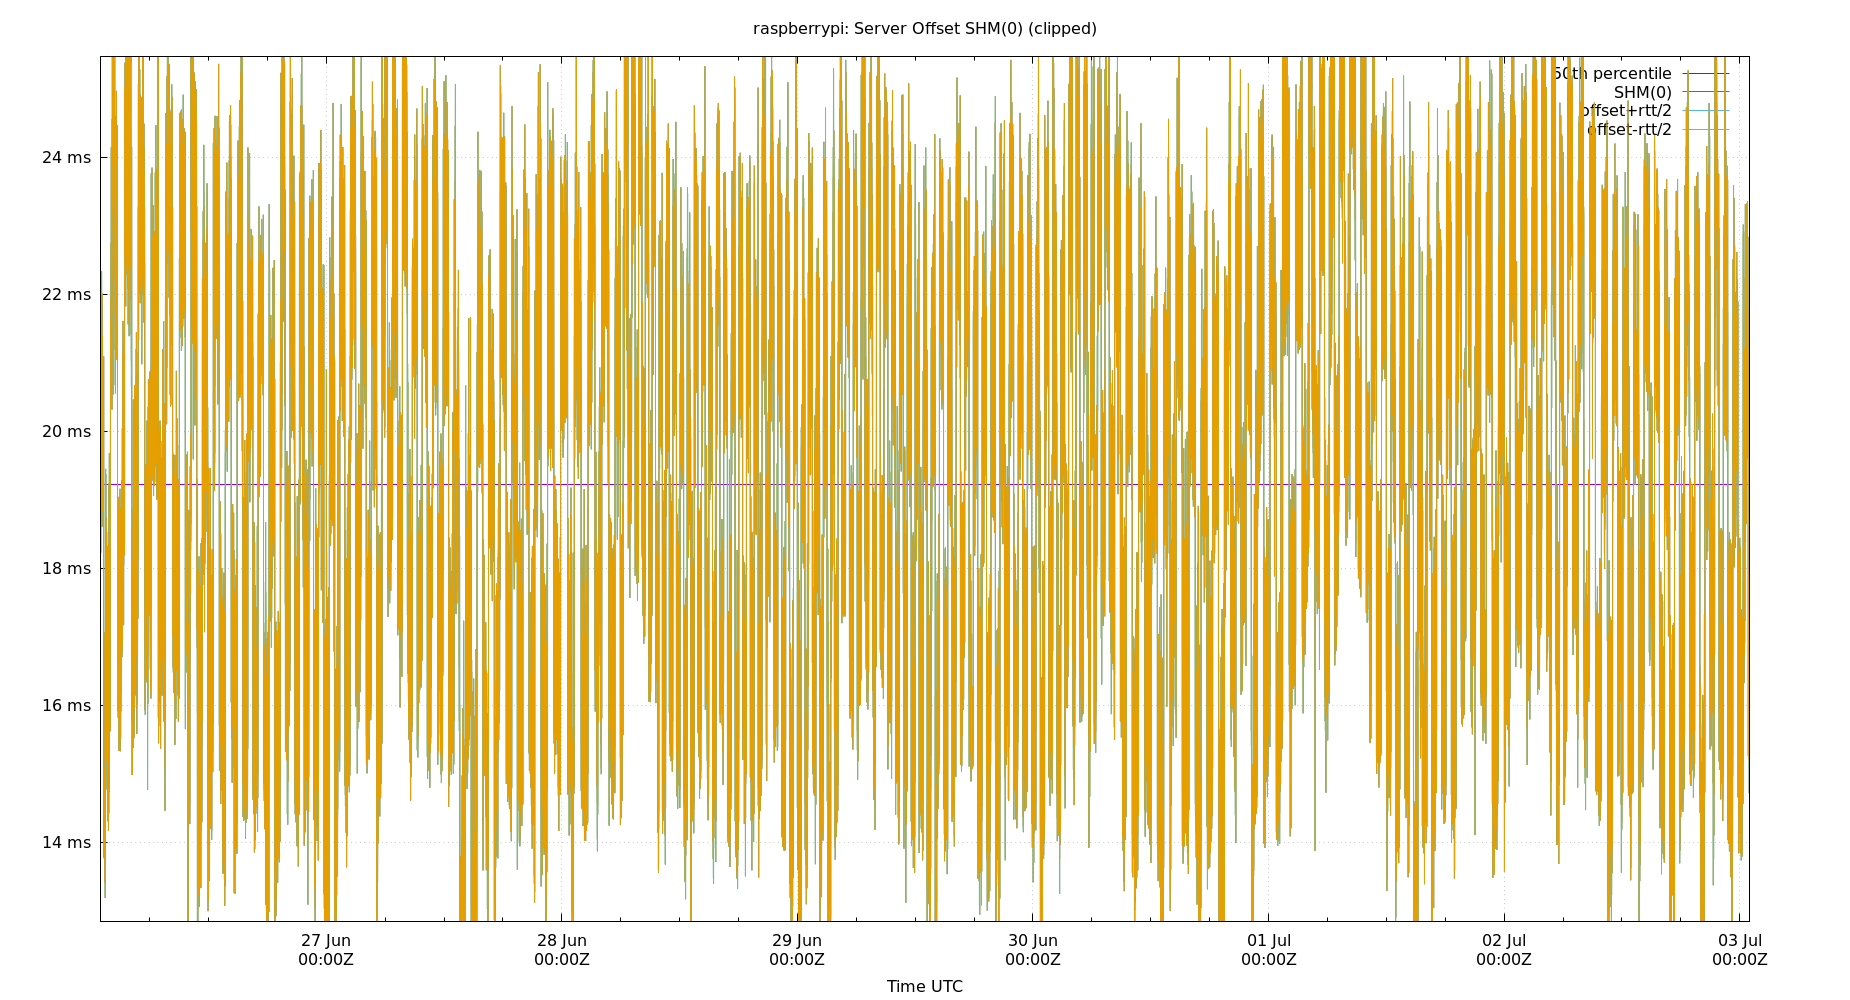 raspberrypi: Server Offset SHM(0) (clipped)
50th percentile
SHM(0)
offset+rtt/2
offset-rtt/2
24 ms
22 ms
20 ms
18 ms
16 ms
14 ms
27 Jun
00:00Z
28 Jun
00:00Z
29 Jun
00:00Z
30 Jun
00:00Z
01 Jul
00:00Z
02 Jul
00:00Z
03 Jul
00:00Z
Time UTC